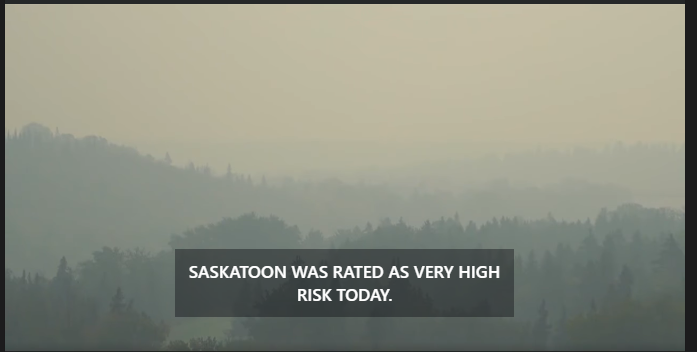 SASKATOON WAS RATED AS VERY HIGH
RISK TODAY.